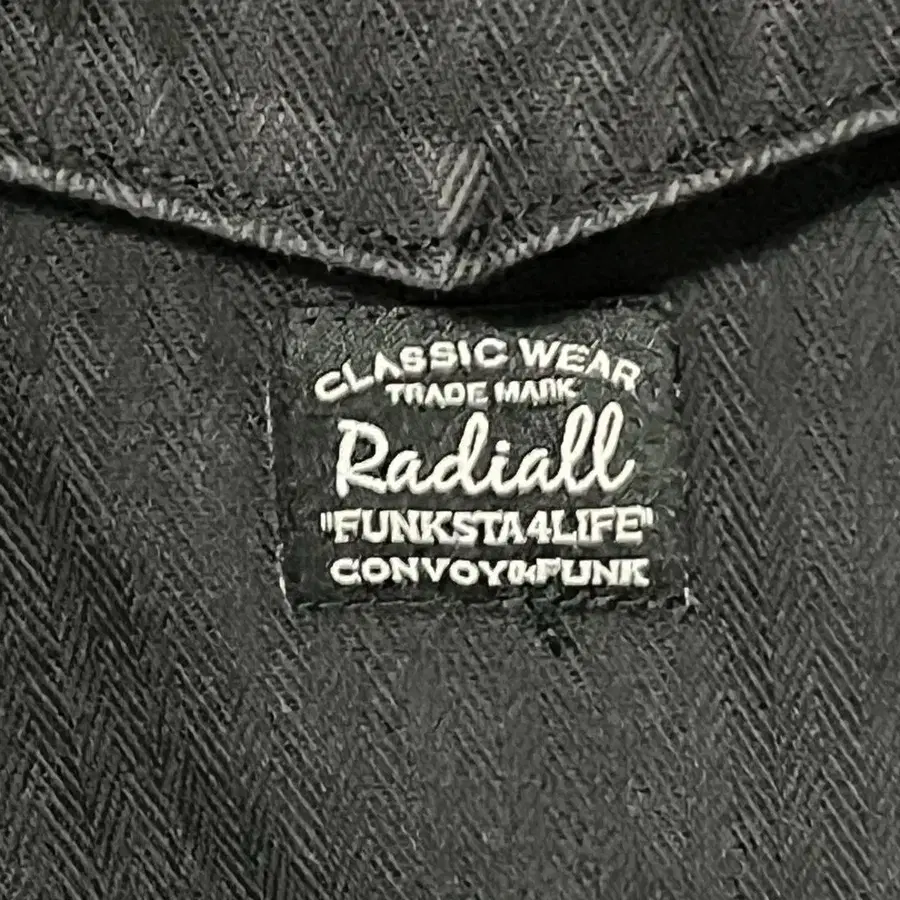 CLASSIC WEAR
TRADE MARK
Radiall
"FUNKSTA4LIFE"
CONVOY OF FUNK